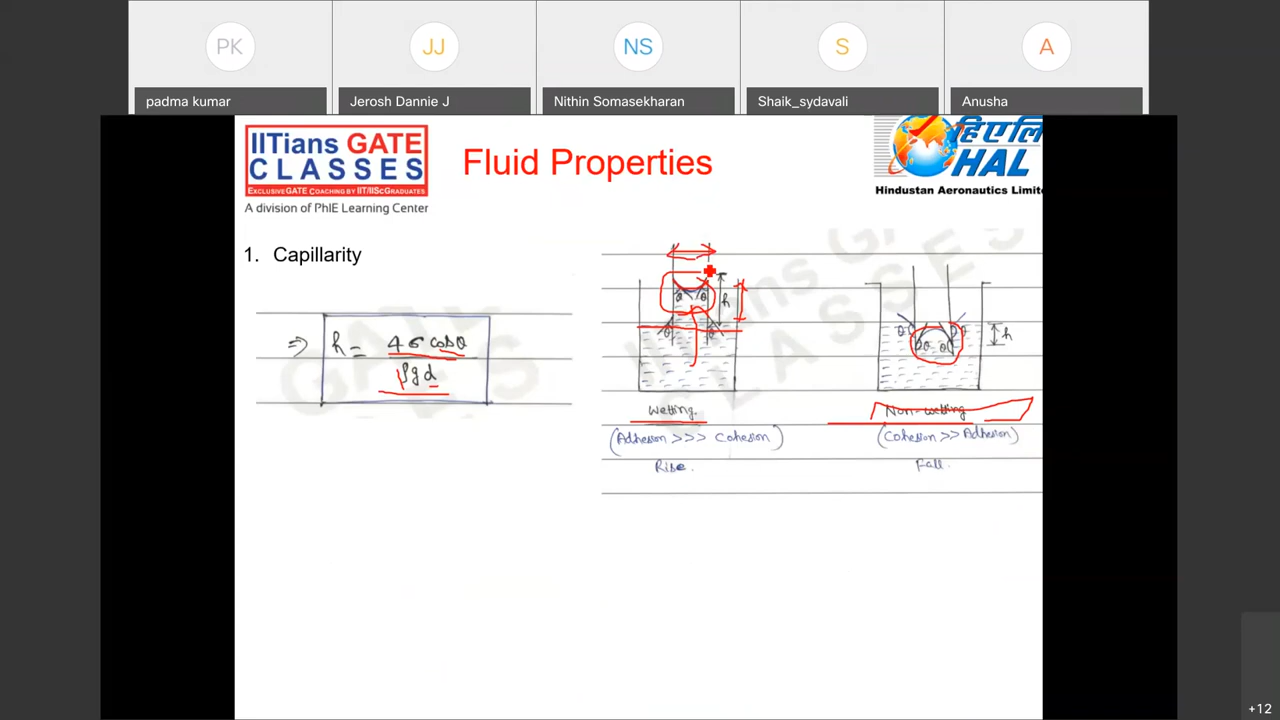 PK
JJ
NS
S
A
padma kumar
Jerosh Dannie J
Nithin Somasekharan
Shaik_sydavali
Anusha
IITians GATE
CLASSES
EXCLUSIVE GATE COACHING BY IIT/IISc GRADUATES
A division of PhIE Learning Center
Fluid Properties
हिएलि
HAL
Hindustan Aeronautics Limite
1. Capillarity
⇒ h = 4σ cosθ
ρgd
θ θ
h
θ θ
θ θ
θ θ
h
Wetting.
Non-wetting
(Adhesion >>> Cohesion)
(Cohesion >> Adhesion)
Rise.
Fall.
+12